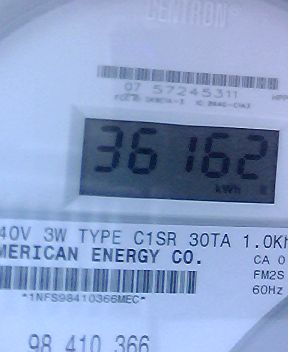 CENTRON®
07 57245311
36162
kWh
40V 3W TYPE C1SR 30TA 1.0Kh
MERICAN ENERGY CO.
CA 0
FM2S
60Hz
*1NFS98410366MEC*
98 410 366